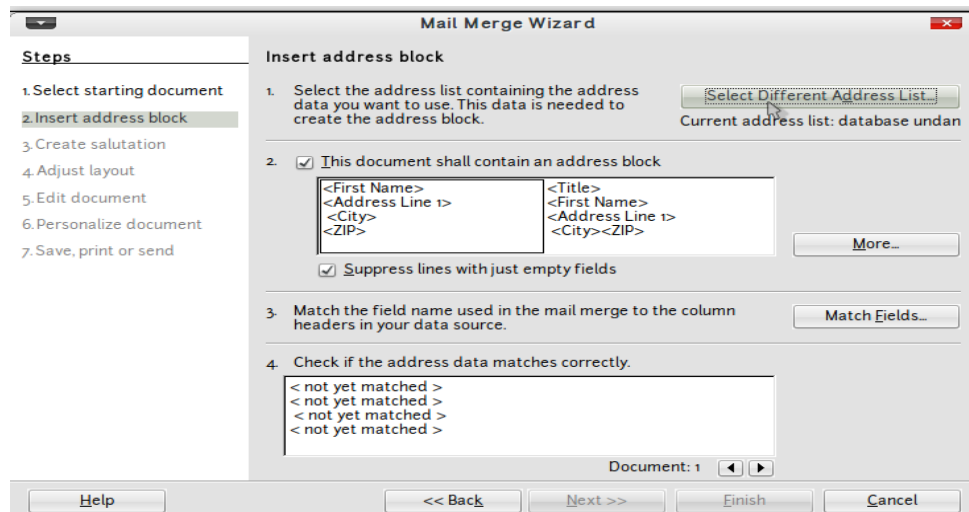 Mail Merge Wizard
Steps
1. Select starting document
2. Insert address block
3. Create salutation
4. Adjust layout
5. Edit document
6. Personalize document
7. Save, print or send
Insert address block
1. Select the address list containing the address
data you want to use. This data is needed to
create the address block.
Select Different Address List...
Current address list: database undan
2. This document shall contain an address block
<First Name>
<Address Line 1>
<City>
<ZIP>
<Title>
<First Name>
<Address Line 1>
<City><ZIP>
More...
Suppress lines with just empty fields
3. Match the field name used in the mail merge to the column
headers in your data source.
Match Fields...
4. Check if the address data matches correctly.
< not yet matched >
< not yet matched >
< not yet matched >
< not yet matched >
Document: 1
Help
<< Back
Next >>
Finish
Cancel